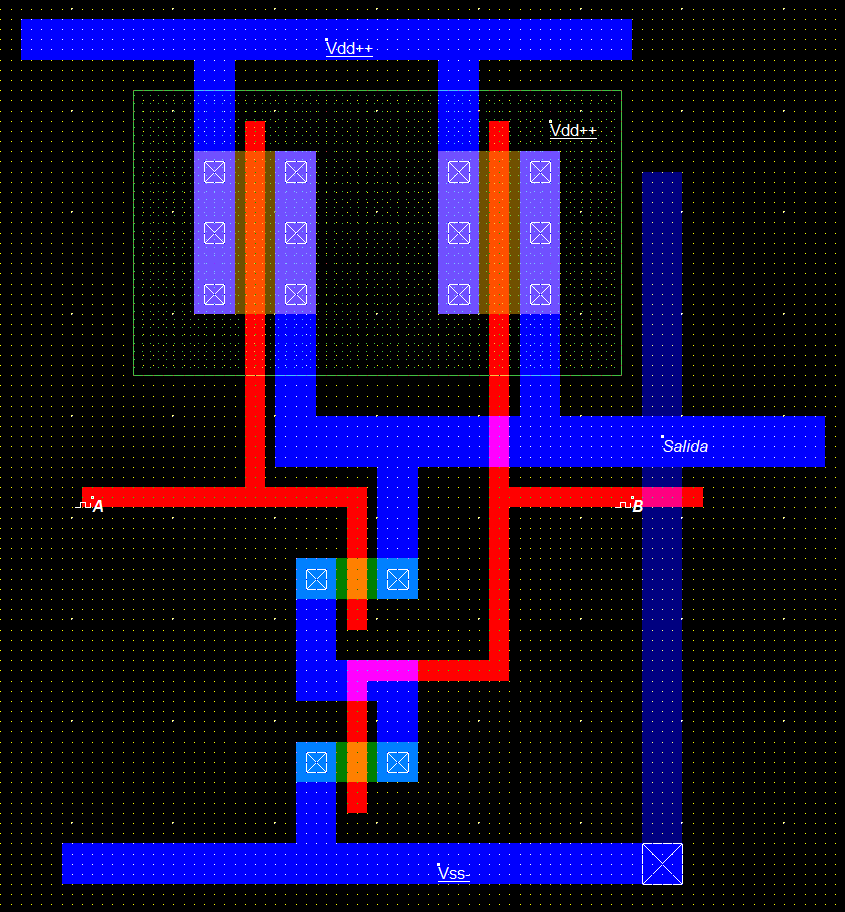 Vdd++
Vdd++
Salida
A
B
Vss-